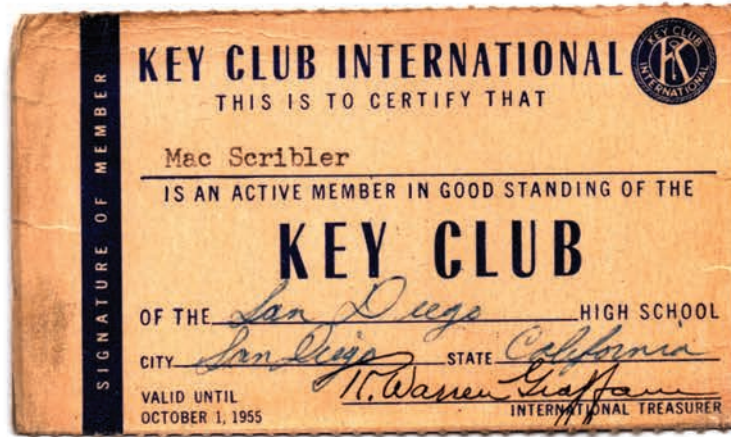 SIGNATURE OF MEMBER
KEY CLUB INTERNATIONAL
KEY CLUB
K
INTERNATIONAL
THIS IS TO CERTIFY THAT
Mac Scribler
IS AN ACTIVE MEMBER IN GOOD STANDING OF THE
KEY CLUB
OF THE San Diego HIGH SCHOOL
CITY San Diego STATE California
VALID UNTIL
OCTOBER 1, 1955
Warren
INTERNATIONAL TREASURER